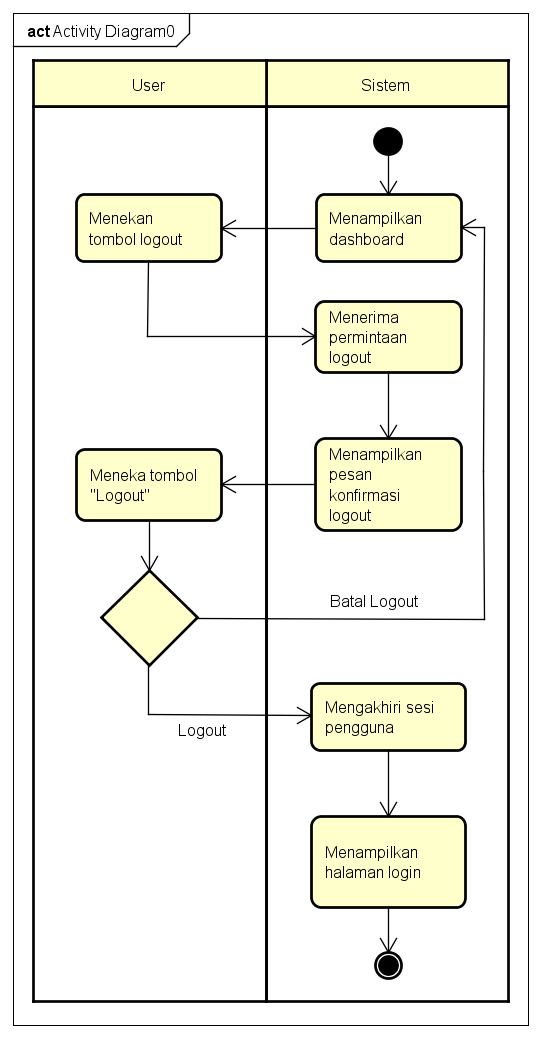 act Activity Diagram0
User
Sistem
Menekan
tombol logout
Menampilkan
dashboard
Menerima
permintaan
logout
Menampilkan
pesan
konfirmasi
logout
Meneka tombol
"Logout"
Batal Logout
Logout
Mengakhiri sesi
pengguna
Menampilkan
halaman login